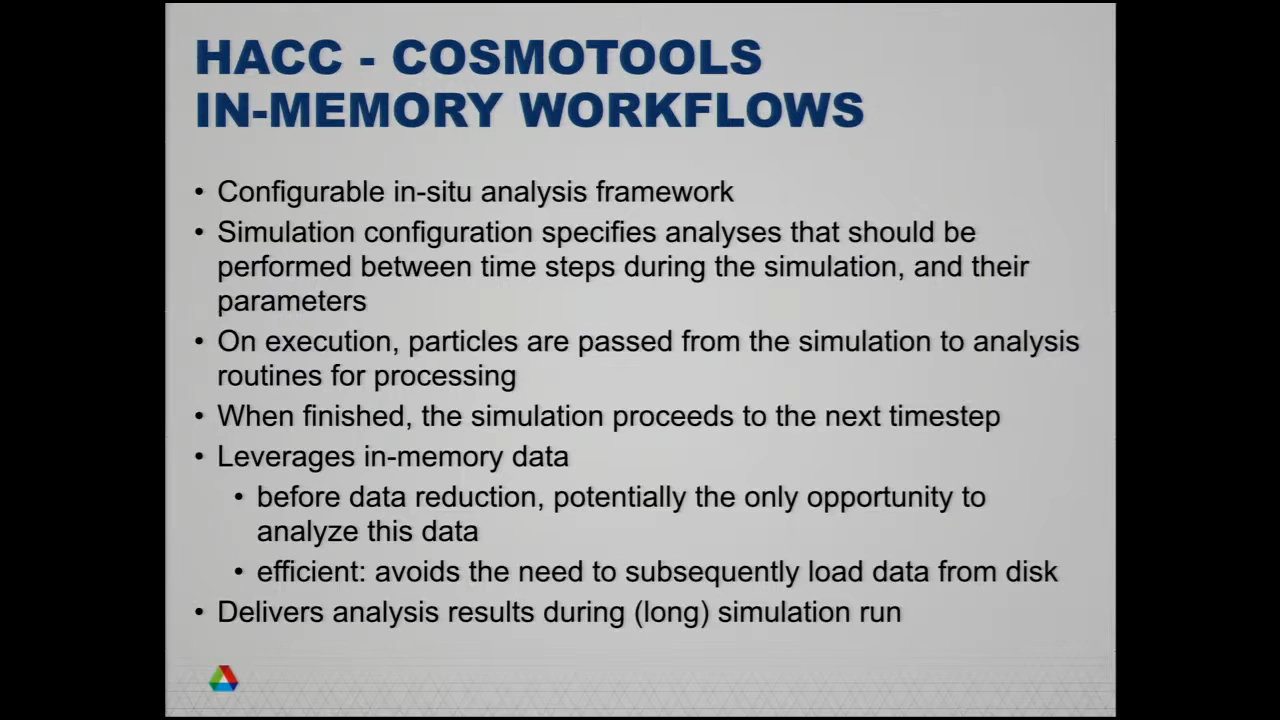 HACC - COSMOTOOLS
IN-MEMORY WORKFLOWS
• Configurable in-situ analysis framework
• Simulation configuration specifies analyses that should be
performed between time steps during the simulation, and their
parameters
• On execution, particles are passed from the simulation to analysis
routines for processing
• When finished, the simulation proceeds to the next timestep
• Leverages in-memory data
• before data reduction, potentially the only opportunity to
analyze this data
• efficient: avoids the need to subsequently load data from disk
• Delivers analysis results during (long) simulation run